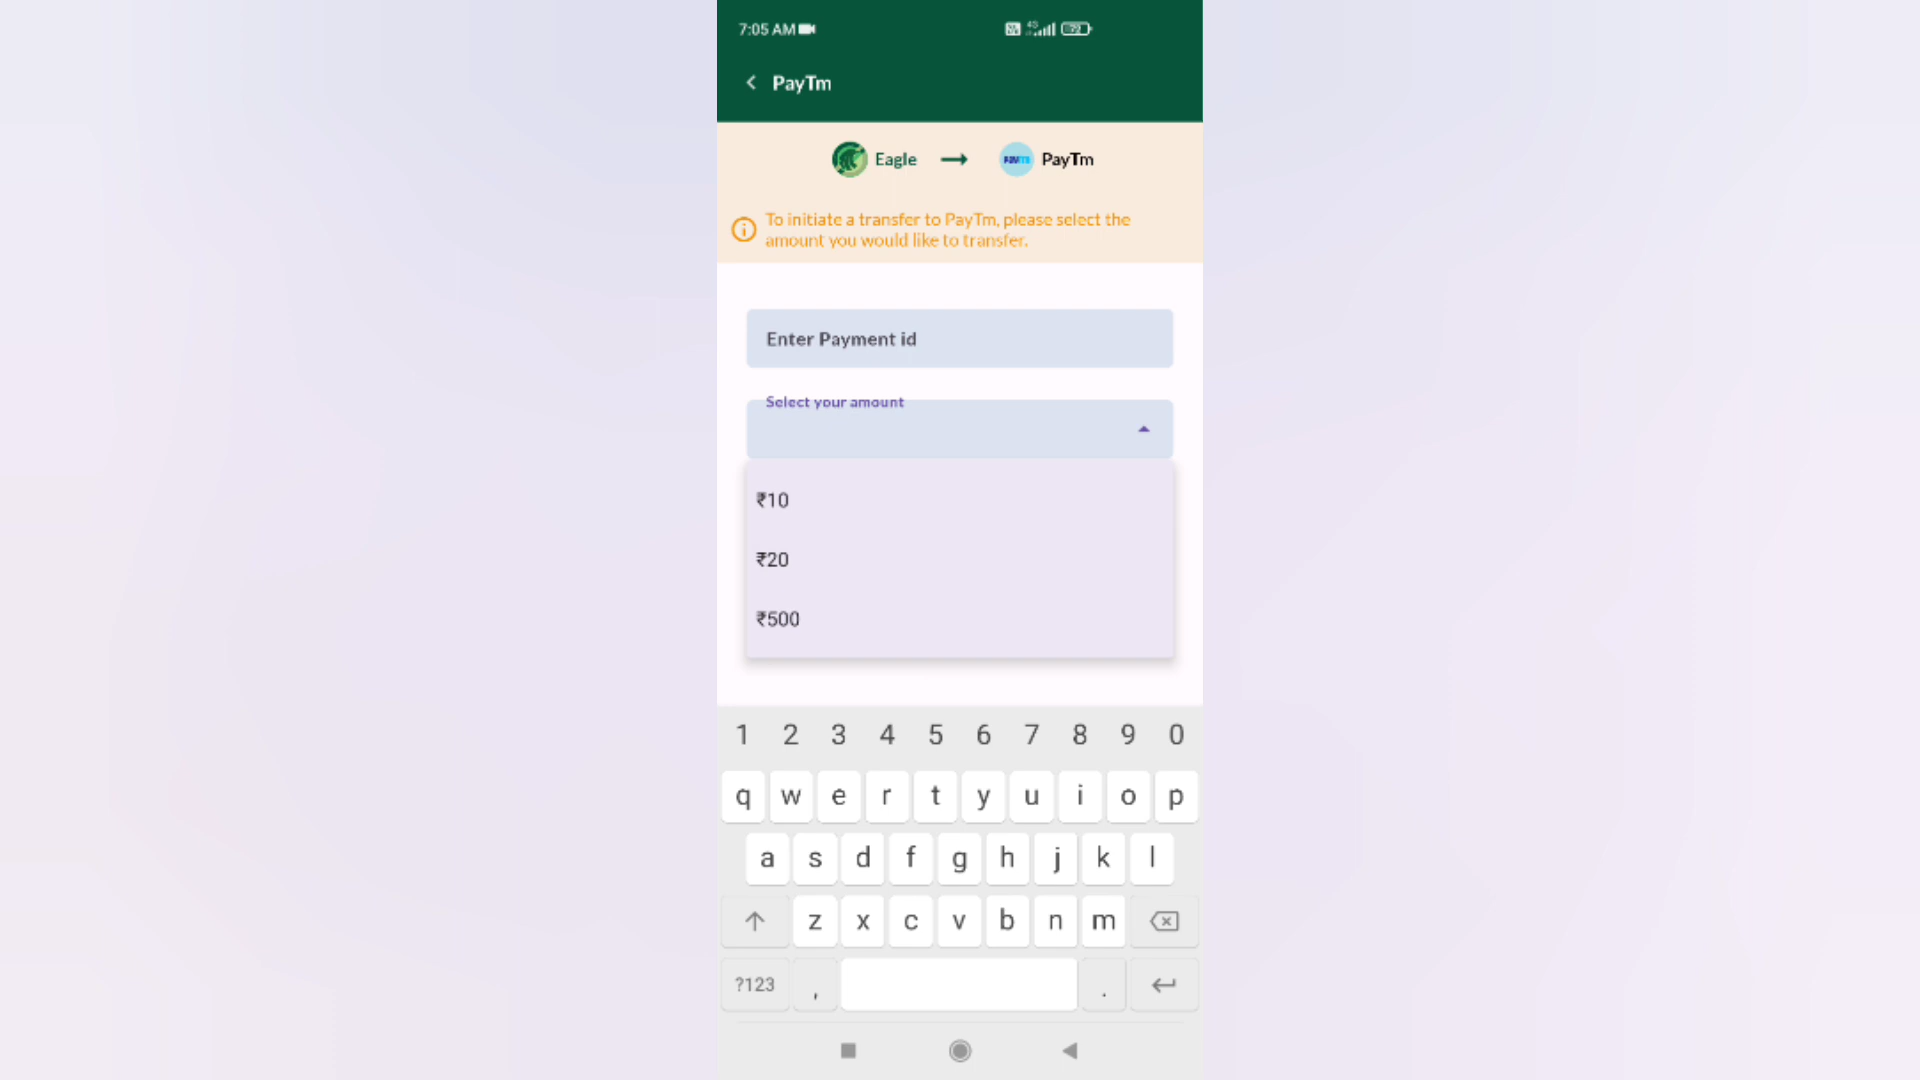 7:05 AM
PayTm
Eagle
PayTm
To initiate a transfer to PayTm, please select the
amount you would like to transfer.
Enter Payment id
Select your amount
₹10
₹20
₹500
1 2 3 4 5 6 7 8 9 0
q w e r t y u i o p
a s d f g h j k l
z x c v b n m
?123 , .